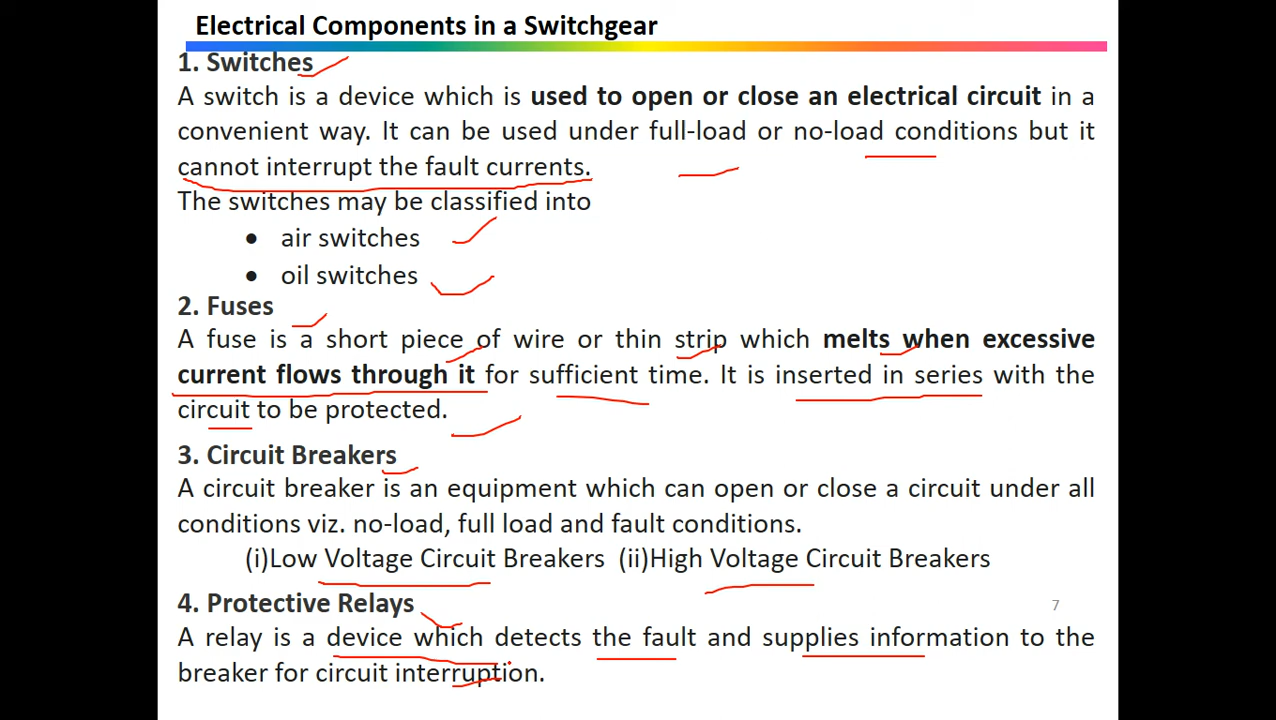 Electrical Components in a Switchgear
1. Switches
A switch is a device which is used to open or close an electrical circuit in a
convenient way. It can be used under full-load or no-load conditions but it
cannot interrupt the fault currents.
The switches may be classified into
• air switches
• oil switches
2. Fuses
A fuse is a short piece of wire or thin strip which melts when excessive
current flows through it for sufficient time. It is inserted in series with the
circuit to be protected.
3. Circuit Breakers
A circuit breaker is an equipment which can open or close a circuit under all
conditions viz. no-load, full load and fault conditions.
(i)Low Voltage Circuit Breakers (ii)High Voltage Circuit Breakers
4. Protective Relays
7
A relay is a device which detects the fault and supplies information to the
breaker for circuit interruption.